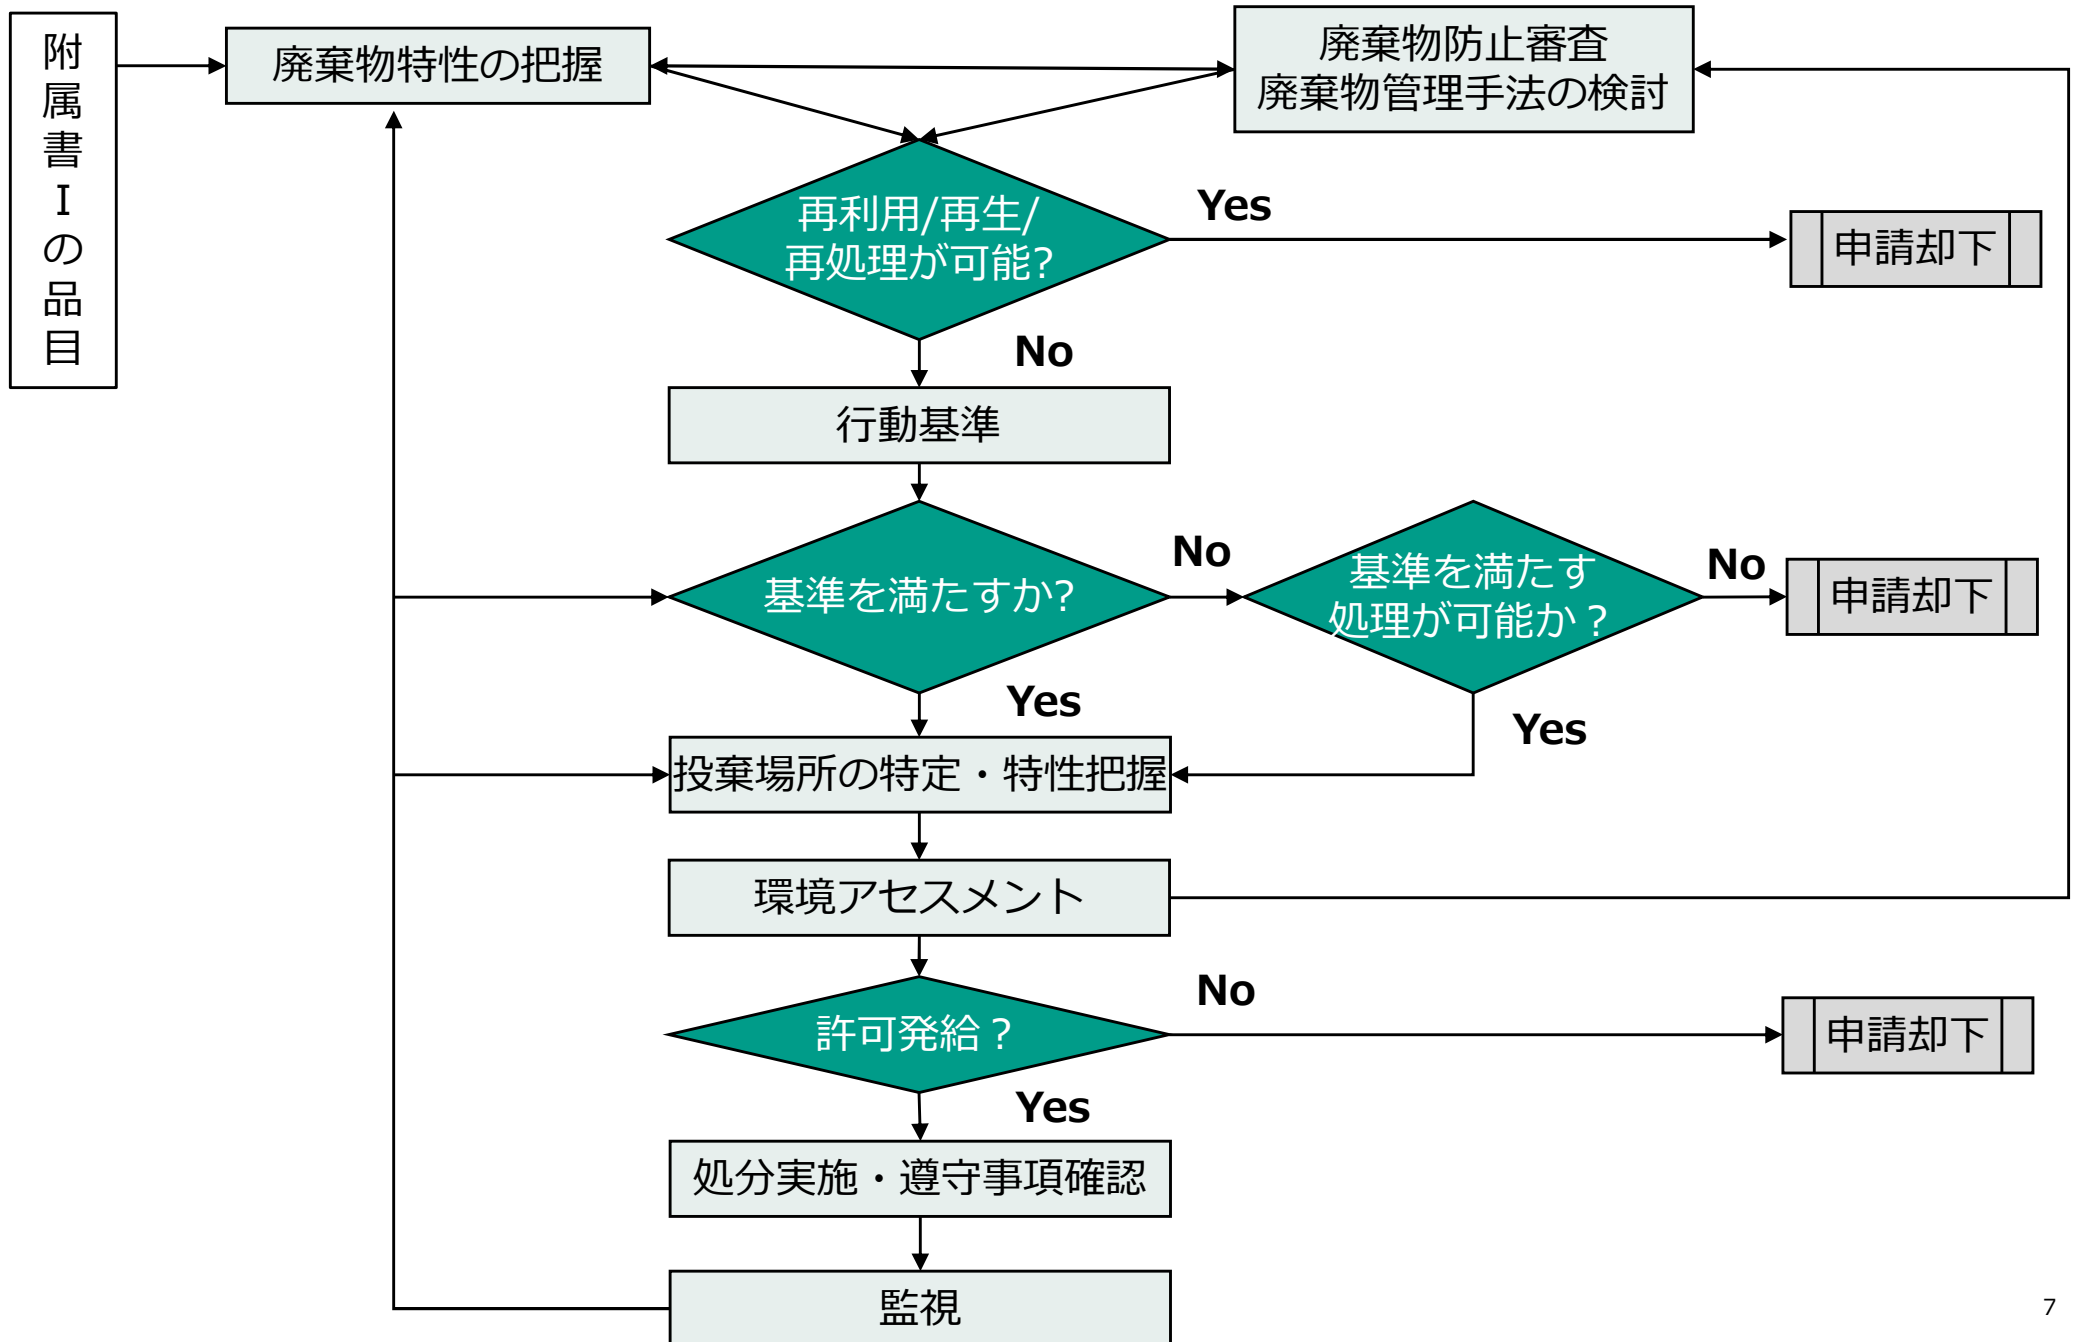 附属書Ⅰの品目
廃棄物特性の把握
廃棄物防止審査
廃棄物管理手法の検討
再利用/再生/
再処理が可能?
Yes
申請却下
No
行動基準
基準を満たすか?
No
基準を満たす
処理が可能か？
No
申請却下
Yes
Yes
投棄場所の特定・特性把握
環境アセスメント
許可発給？
No
申請却下
Yes
処分実施・遵守事項確認
監視
7